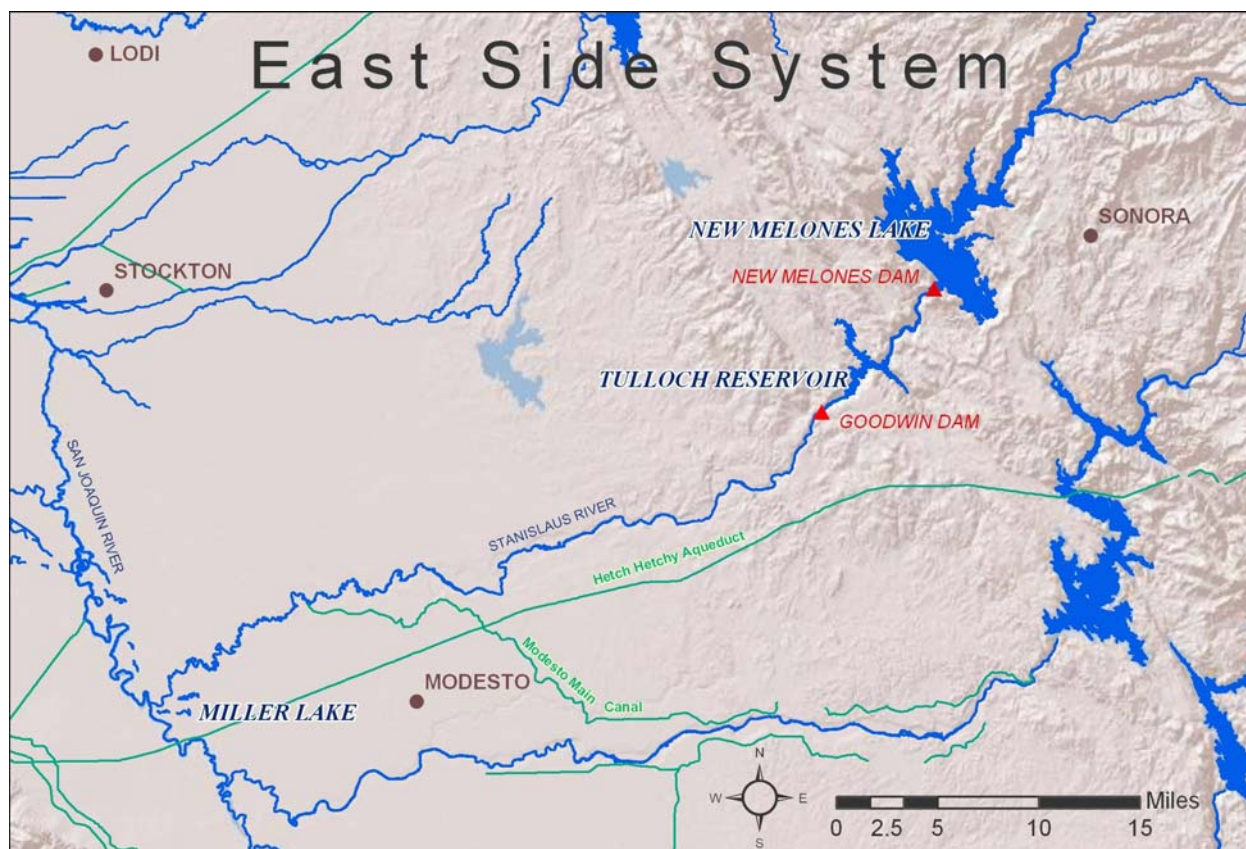 East Side System
LODI
NEW MELONES LAKE
SONORA
STOCKTON
NEW MELONES DAM
TULLOCH RESERVOIR
GOODWIN DAM
SAN JOAQUIN RIVER
STANISLAUS RIVER
Hetch Hetchy Aqueduct
Modesto Main
Canal
MODESTO
MILLER LAKE
N
W E
S
Miles
0 2.5 5 10 15